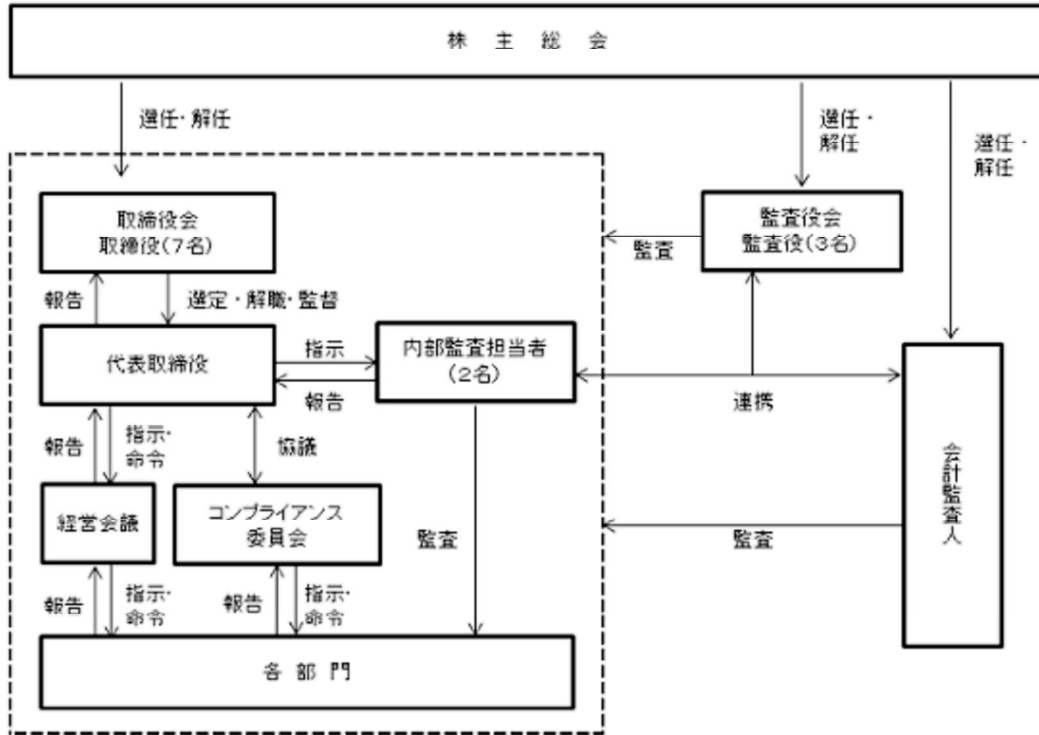 株主総会
選任・解任
選任・
解任
選任・
解任
取締役会
取締役(7名)
監査役会
監査役(3名)
監査
報告
選定・解職・監督
代表取締役
指示
報告
内部監査担当者
(2名)
連携
報告
指示・
命令
協議
会計監査人
経営会議
コンプライアンス
委員会
監査
監査
報告
指示・
命令
報告
指示・
命令
各部門